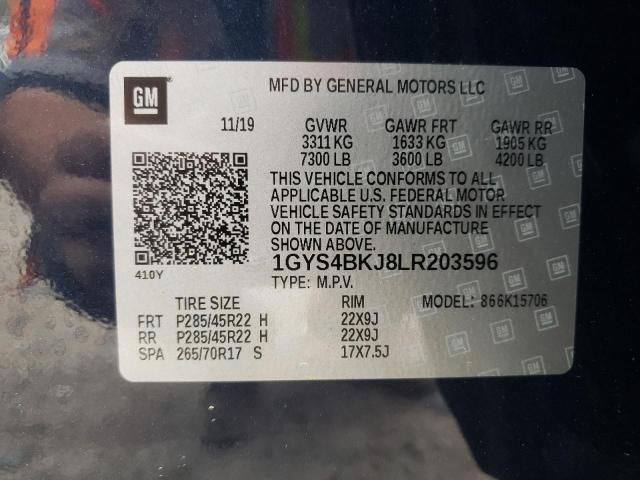 GM
MFD BY GENERAL MOTORS LLC
11/19 GVWR GAWR FRT GAWR RR
3311 KG 1633 KG 1905 KG
7300 LB 3600 LB 4200 LB
THIS VEHICLE CONFORMS TO ALL
APPLICABLE U.S. FEDERAL MOTOR
VEHICLE SAFETY STANDARDS IN EFFECT
ON THE DATE OF MANUFACTURE
SHOWN ABOVE.
1GYS4BKJ8LR203596
410Y
TYPE: M.P.V.
TIRE SIZE RIM MODEL: 866K15706
FRT P285/45R22 H 22X9J
RR P285/45R22 H 22X9J
SPA 265/70R17 S 17X7.5J